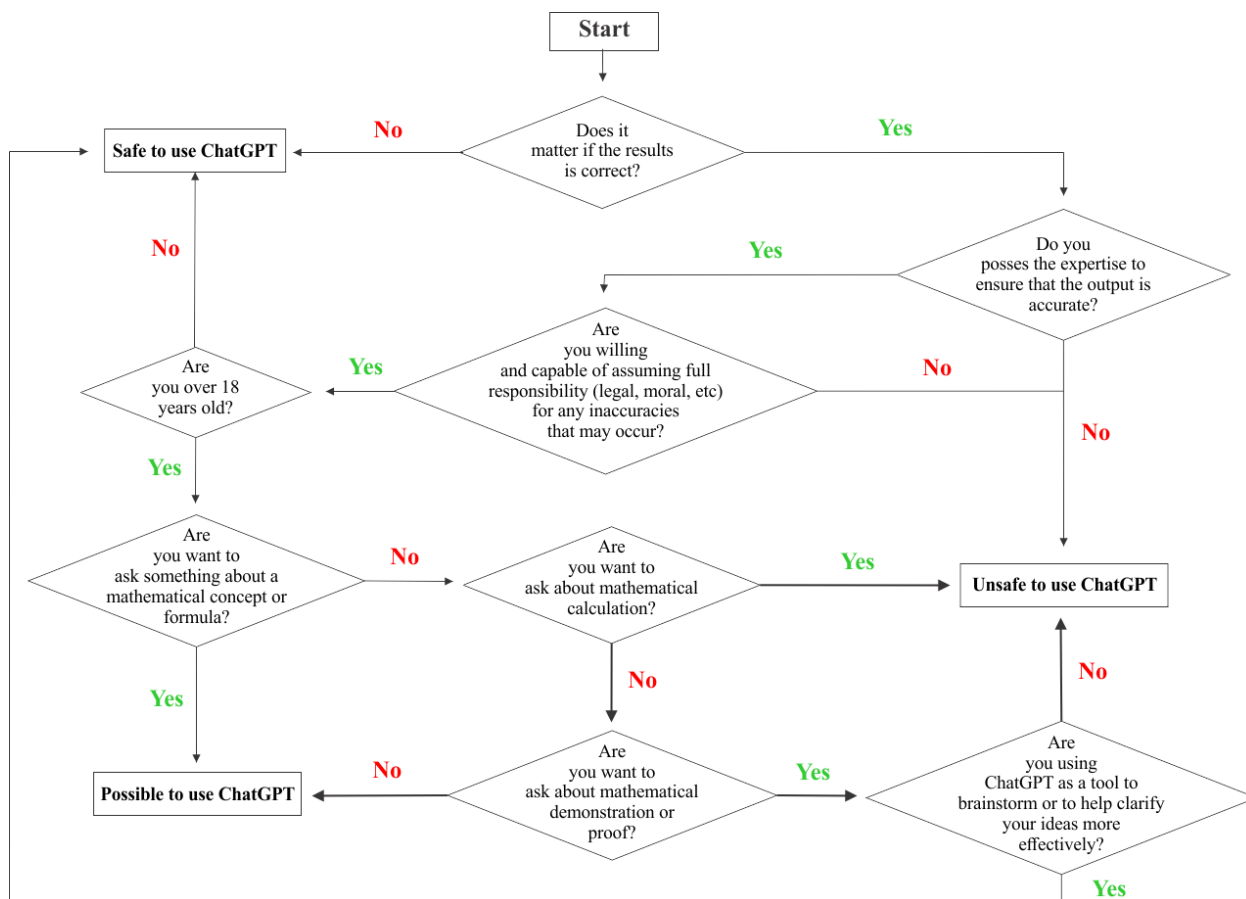 Start
No
Yes
Does it
matter if the results
is correct?
Safe to use ChatGPT
No
Yes
Do you
posses the expertise to
ensure that the output is
accurate?
Are
you willing
and capable of assuming full
responsibility (legal, moral, etc)
for any inaccuracies
that may occur?
Yes
No
Are
you over 18
years old?
No
Yes
Are
you want to
ask something about a
mathematical concept or
formula?
No
Are
you want to
ask about mathematical
calculation?
Yes
Unsafe to use ChatGPT
Yes
No
No
Are
you want to
ask about mathematical
demonstration or
proof?
No
Yes
Possible to use ChatGPT
Are
you using
ChatGPT as a tool to
brainstorm or to help clarify
your ideas more
effectively?
Yes